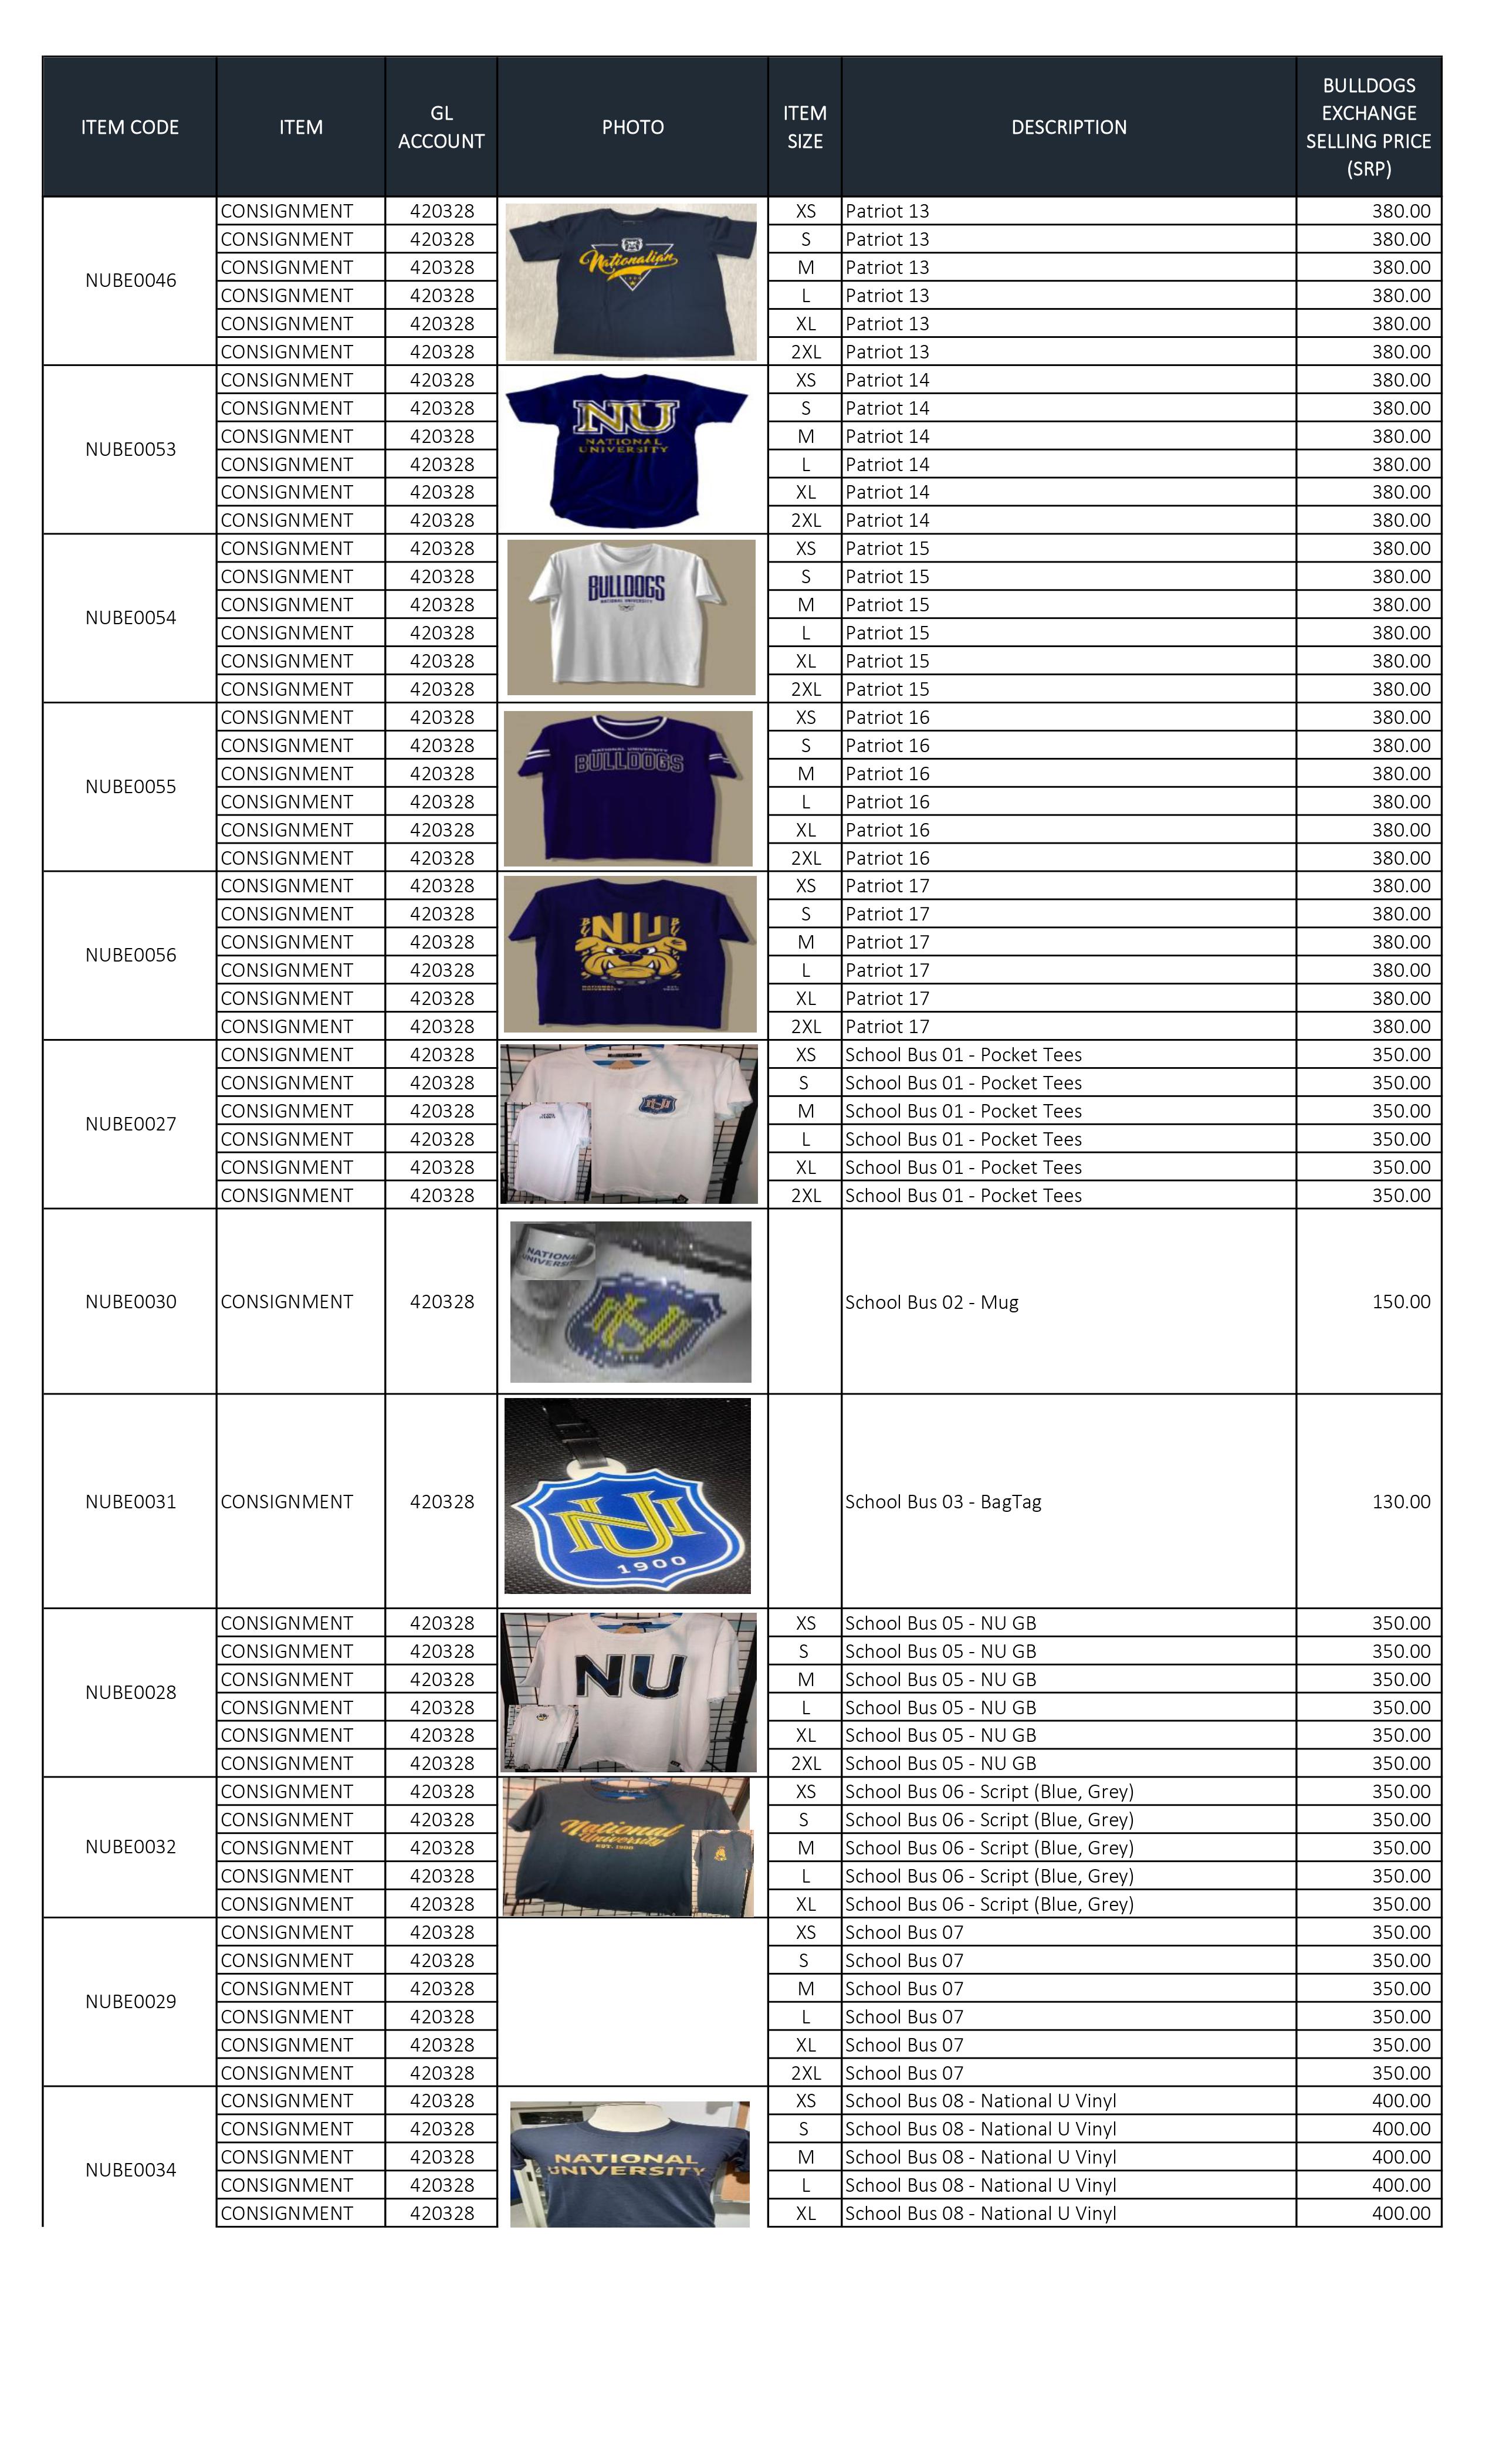 ITEM CODE ITEM GL ACCOUNT PHOTO ITEM SIZE DESCRIPTION BULLDOGS EXCHANGE SELLING PRICE (SRP)
NUBE0046
CONSIGNMENT 420328 XS Patriot 13 380.00
CONSIGNMENT 420328 S Patriot 13 380.00
CONSIGNMENT 420328 M Patriot 13 380.00
CONSIGNMENT 420328 L Patriot 13 380.00
CONSIGNMENT 420328 XL Patriot 13 380.00
CONSIGNMENT 420328 2XL Patriot 13 380.00
Nationalian
NUBE0053
CONSIGNMENT 420328 XS Patriot 14 380.00
CONSIGNMENT 420328 S Patriot 14 380.00
CONSIGNMENT 420328 M Patriot 14 380.00
CONSIGNMENT 420328 L Patriot 14 380.00
CONSIGNMENT 420328 XL Patriot 14 380.00
CONSIGNMENT 420328 2XL Patriot 14 380.00
NU
NATIONAL
UNIVERSITY
NUBE0054
CONSIGNMENT 420328 XS Patriot 15 380.00
CONSIGNMENT 420328 S Patriot 15 380.00
CONSIGNMENT 420328 M Patriot 15 380.00
CONSIGNMENT 420328 L Patriot 15 380.00
CONSIGNMENT 420328 XL Patriot 15 380.00
CONSIGNMENT 420328 2XL Patriot 15 380.00
BULLDOGS
NATIONAL UNIVERSITY
NUBE0055
CONSIGNMENT 420328 XS Patriot 16 380.00
CONSIGNMENT 420328 S Patriot 16 380.00
CONSIGNMENT 420328 M Patriot 16 380.00
CONSIGNMENT 420328 L Patriot 16 380.00
CONSIGNMENT 420328 XL Patriot 16 380.00
CONSIGNMENT 420328 2XL Patriot 16 380.00
NATIONAL UNIVERSITY
BULLDOGS
NUBE0056
CONSIGNMENT 420328 XS Patriot 17 380.00
CONSIGNMENT 420328 S Patriot 17 380.00
CONSIGNMENT 420328 M Patriot 17 380.00
CONSIGNMENT 420328 L Patriot 17 380.00
CONSIGNMENT 420328 XL Patriot 17 380.00
CONSIGNMENT 420328 2XL Patriot 17 380.00
NU
NATIONAL
UNIVERSITY
NUBE0027
CONSIGNMENT 420328 XS School Bus 01 - Pocket Tees 350.00
CONSIGNMENT 420328 S School Bus 01 - Pocket Tees 350.00
CONSIGNMENT 420328 M School Bus 01 - Pocket Tees 350.00
CONSIGNMENT 420328 L School Bus 01 - Pocket Tees 350.00
CONSIGNMENT 420328 XL School Bus 01 - Pocket Tees 350.00
CONSIGNMENT 420328 2XL School Bus 01 - Pocket Tees 350.00
NU
NUBE0030 CONSIGNMENT 420328 School Bus 02 - Mug 150.00
NATIONAL
UNIVERSITY
NU
NUBE0031 CONSIGNMENT 420328 School Bus 03 - BagTag 130.00
NU
1900
NUBE0028
CONSIGNMENT 420328 XS School Bus 05 - NU GB 350.00
CONSIGNMENT 420328 S School Bus 05 - NU GB 350.00
CONSIGNMENT 420328 M School Bus 05 - NU GB 350.00
CONSIGNMENT 420328 L School Bus 05 - NU GB 350.00
CONSIGNMENT 420328 XL School Bus 05 - NU GB 350.00
CONSIGNMENT 420328 2XL School Bus 05 - NU GB 350.00
NU
NUBE0032
CONSIGNMENT 420328 XS School Bus 06 - Script (Blue, Grey) 350.00
CONSIGNMENT 420328 S School Bus 06 - Script (Blue, Grey) 350.00
CONSIGNMENT 420328 M School Bus 06 - Script (Blue, Grey) 350.00
CONSIGNMENT 420328 L School Bus 06 - Script (Blue, Grey) 350.00
CONSIGNMENT 420328 XL School Bus 06 - Script (Blue, Grey) 350.00
National
University
EST. 1900
NUBE0029
CONSIGNMENT 420328 XS School Bus 07 350.00
CONSIGNMENT 420328 S School Bus 07 350.00
CONSIGNMENT 420328 M School Bus 07 350.00
CONSIGNMENT 420328 L School Bus 07 350.00
CONSIGNMENT 420328 XL School Bus 07 350.00
CONSIGNMENT 420328 2XL School Bus 07 350.00
NUBE0034
CONSIGNMENT 420328 XS School Bus 08 - National U Vinyl 400.00
CONSIGNMENT 420328 S School Bus 08 - National U Vinyl 400.00
CONSIGNMENT 420328 M School Bus 08 - National U Vinyl 400.00
CONSIGNMENT 420328 L School Bus 08 - National U Vinyl 400.00
CONSIGNMENT 420328 XL School Bus 08 - National U Vinyl 400.00
NATIONAL
UNIVERSITY